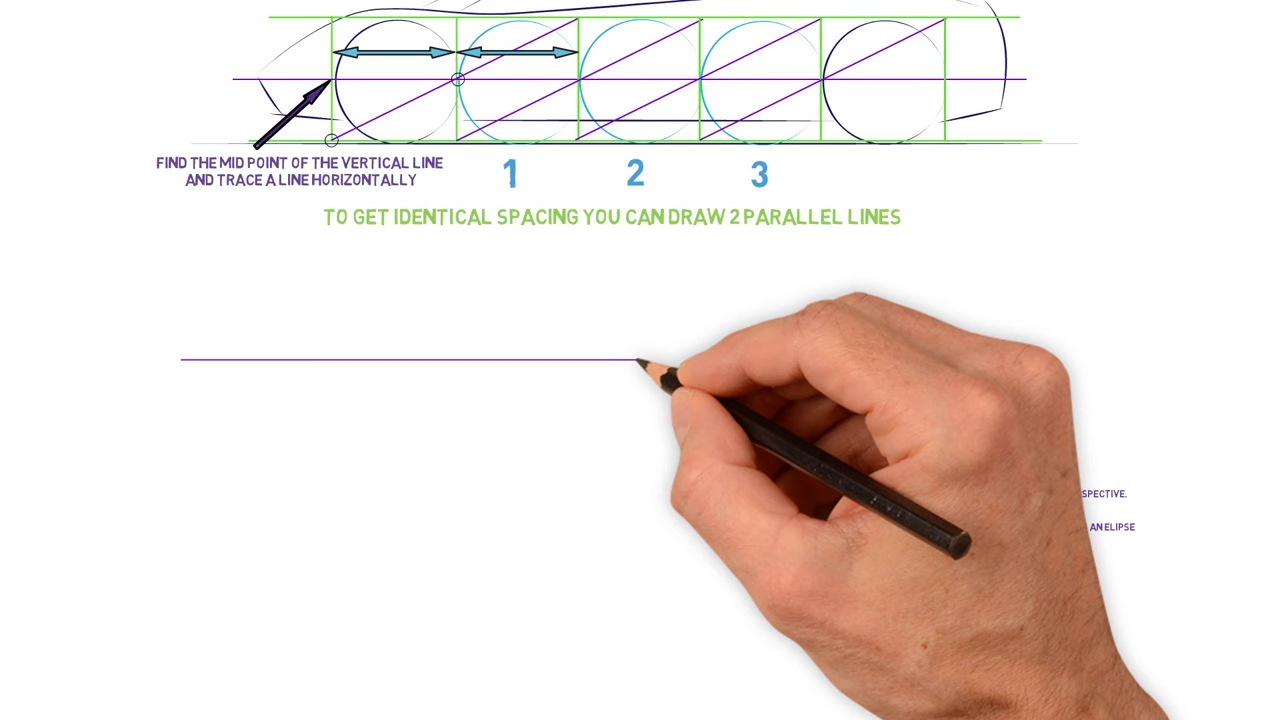 FIND THE MID POINT OF THE VERTICAL LINE
AND TRACE A LINE HORIZONTALLY
1 2 3
TO GET IDENTICAL SPACING YOU CAN DRAW 2 PARALLEL LINES
SPECTIVE.
AN ELIPSE